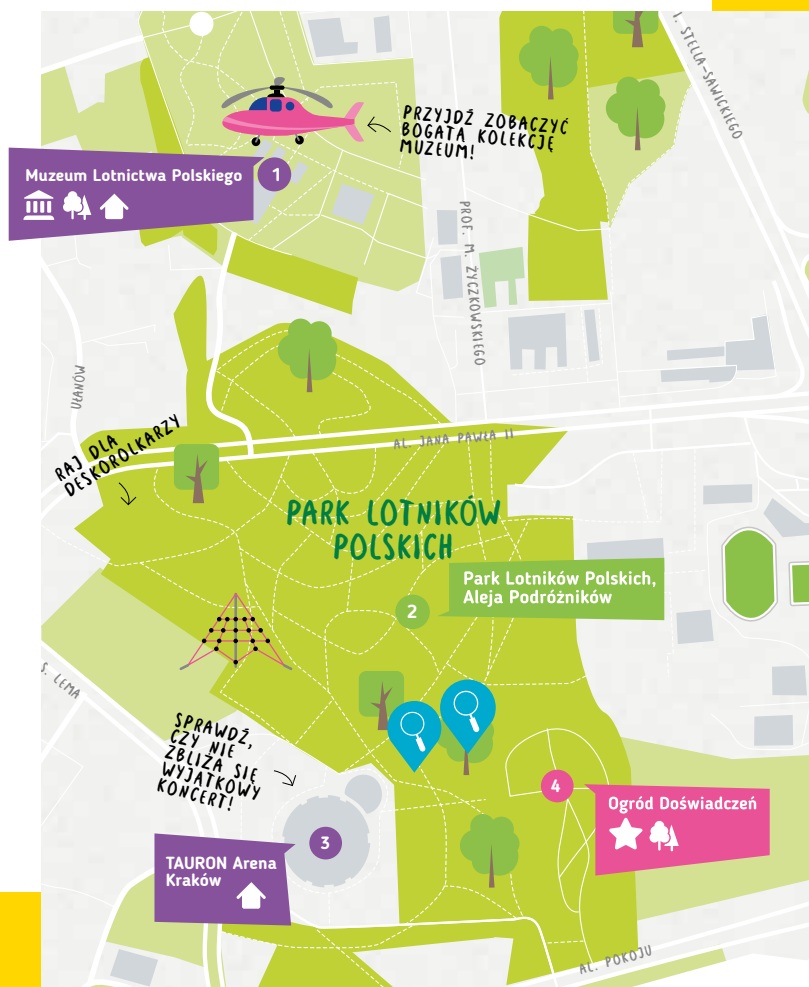 T. STELLA-SAWICKIEGO
PRZYJDŹ ZOBACZYĆ
BOGATĄ KOLEKCJĘ
MUZEUM!
Muzeum Lotnictwa Polskiego
1
PROF. M. ŻYCZKOWSKIEGO
UŁANÓW
RAJ DLA
DESKOROLKARZY
AL. JANA PAWŁA II
PARK LOTNIKÓW
POLSKICH
Park Lotników Polskich,
Aleja Podróżników
2
S. LEMA
SPRAWDŹ,
CZY NIE
ZBLIŻA SIĘ
WYJĄTKOWY
KONCERT!
4
Ogród Doświadczeń
3
TAURON Arena
Kraków
AL. POKOJU